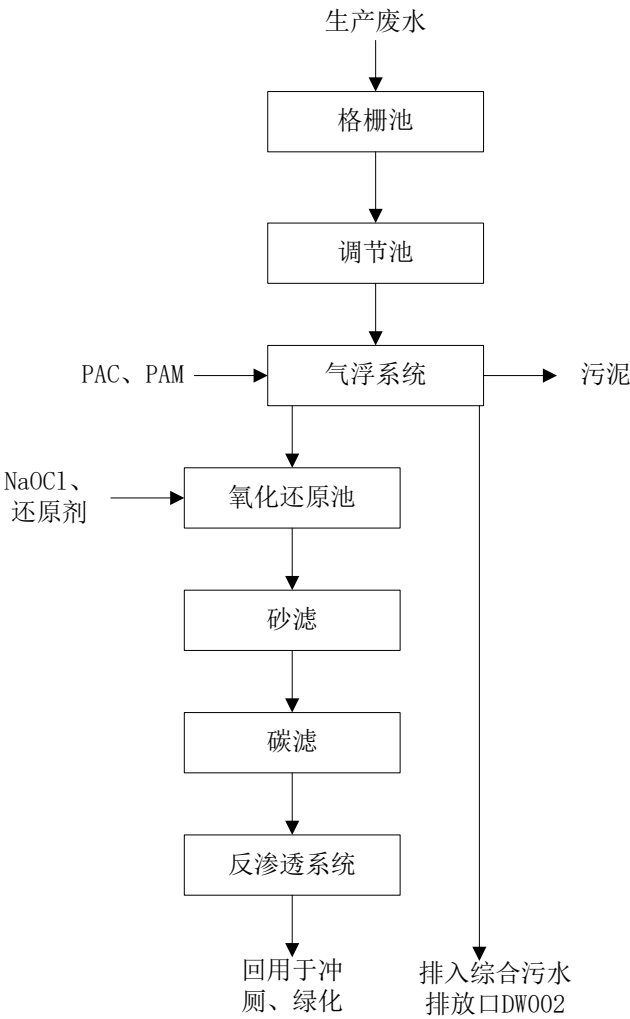 生产废水
格栅池
调节池
PAC、PAM
气浮系统
污泥
NaOCl、
还原剂
氧化还原池
砂滤
碳滤
反渗透系统
回用于冲
厕、绿化
排入综合污水
排放口DW002